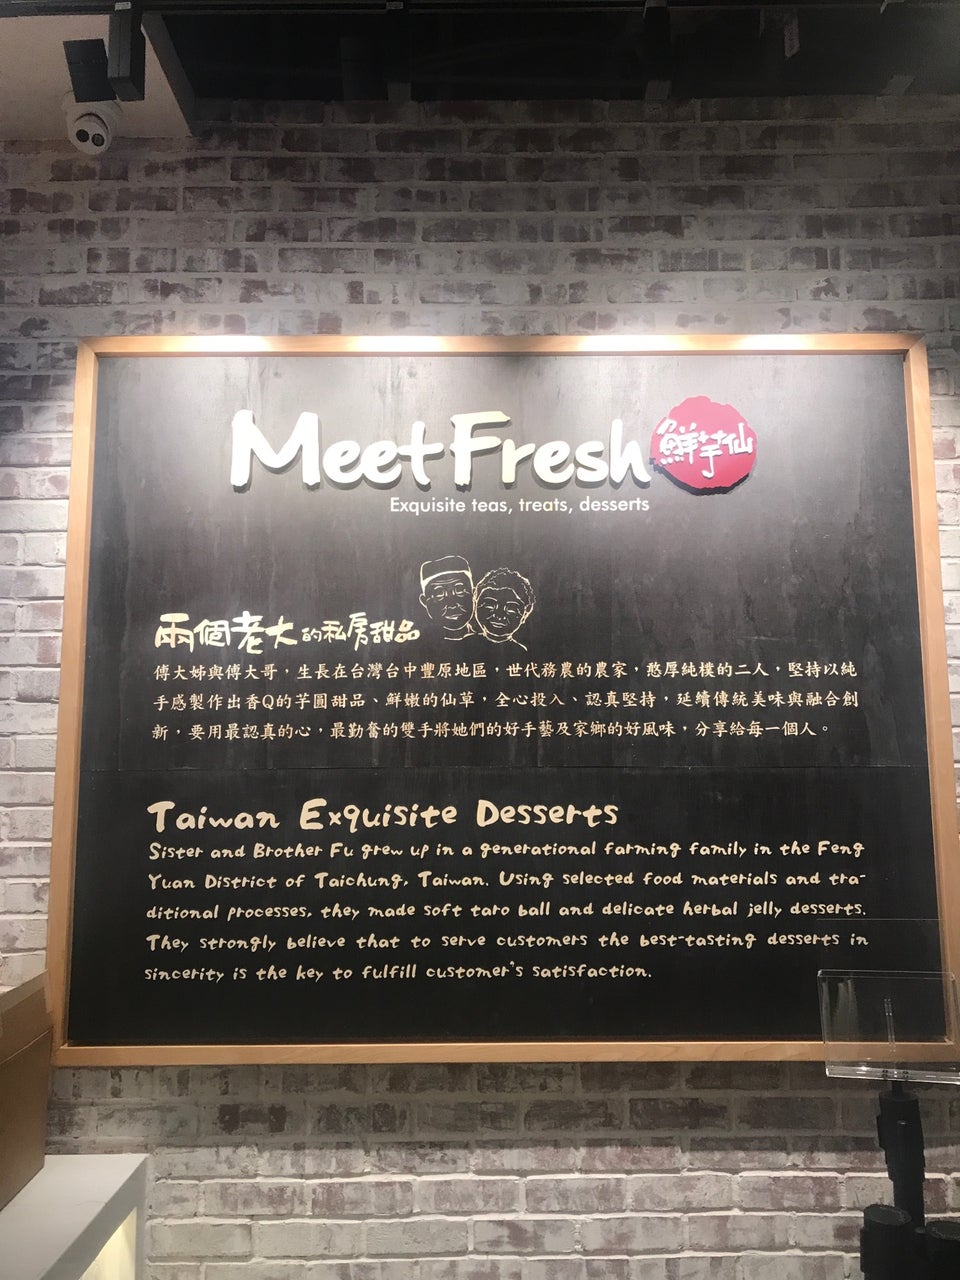 Meet Fresh 鮮芋仙
Exquisite teas, treats, desserts
兩個老大的私房甜品
傅大姊與傅大哥，生長在台灣台中豐原地區，世代務農的農家，憨厚純樸的二人，堅持以純
手感製作出香Q的芋圓甜品、鮮嫩的仙草，全心投入、認真堅持，延續傳統美味與融合創
新，要用最認真的心，最勤奮的雙手將她們的好手藝及家鄉的好風味，分享給每一個人。
Taiwan Exquisite Desserts
Sister and Brother Fu grew up in a generational farming family in the Feng
Yuan District of Taichung, Taiwan. Using selected food materials and tra-
ditional processes, they made soft taro ball and delicate herbal jelly desserts.
They strongly believe that to serve customers the best-tasting desserts in
sincerity is the key to fulfill customer's satisfaction.